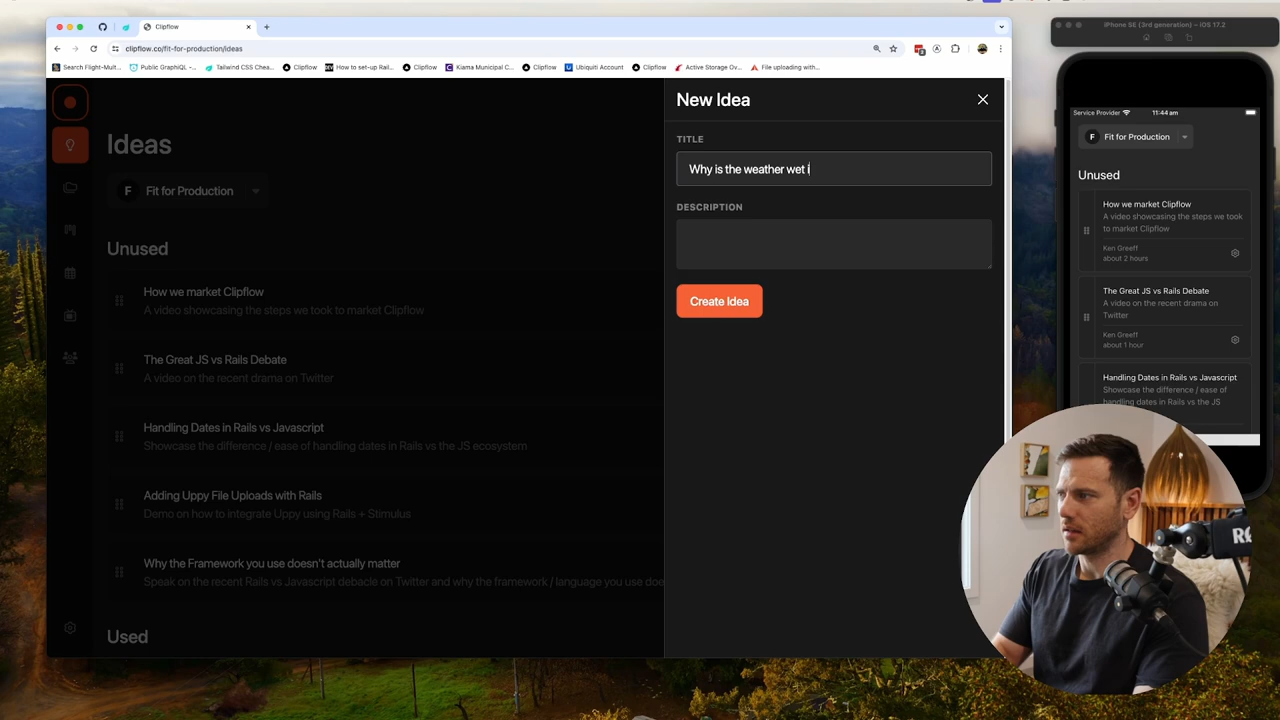 Clipflow
clipflow.co/fit-for-production/ideas
Search Flight-Mult...
Public GraphiQL -...
Tailwind CSS Chea...
Clipflow
How to set-up Rail...
Clipflow
Kiama Municipal C...
Clipflow
Ubiquiti Account
Clipflow
Active Storage Ov...
File uploading with...
Ideas
F Fit for Production
Unused
How we market Clipflow
A video showcasing the steps we took to market Clipflow
The Great JS vs Rails Debate
A video on the recent drama on Twitter
Handling Dates in Rails vs Javascript
Showcase the difference / ease of handling dates in Rails vs the JS ecosystem
Adding Uppy File Uploads with Rails
Demo on how to integrate Uppy using Rails + Stimulus
Why the Framework you use doesn't actually matter
Speak on the recent Rails vs Javascript debacle on Twitter and why the framework / language you use doe
Used
New Idea
TITLE
Why is the weather wet i
DESCRIPTION
Create Idea
iPhone SE (3rd generation) – iOS 17.2
Service Provider
11:44 am
F Fit for Production
Unused
How we market Clipflow
A video showcasing the steps we took
to market Clipflow
Ken Greeff
about 2 hours
The Great JS vs Rails Debate
A video on the recent drama on
Twitter
Ken Greeff
about 1 hour
Handling Dates in Rails vs Javascript
Showcase the difference / ease of
handling dates in Rails vs the JS